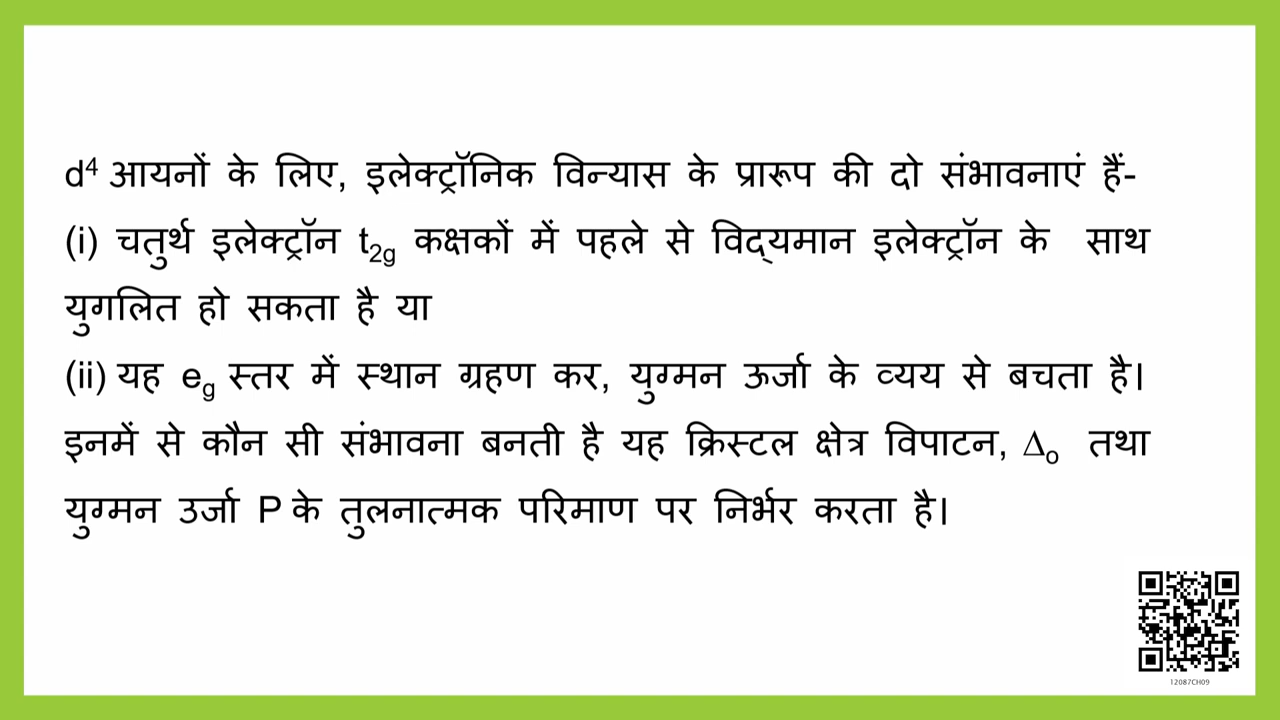 d⁴ आयनों के लिए, इलेक्ट्रॉनिक विन्यास के प्रारूप की दो संभावनाएं हैं-
(i) चतुर्थ इलेक्ट्रॉन t₂g कक्षकों में पहले से विद्यमान इलेक्ट्रॉन के साथ
युगलित हो सकता है या
(ii) यह eg स्तर में स्थान ग्रहण कर, युग्मन ऊर्जा के व्यय से बचता है।
इनमें से कौन सी संभावना बनती है यह क्रिस्टल क्षेत्र विपाटन, Δₒ तथा
युग्मन उर्जा P के तुलनात्मक परिमाण पर निर्भर करता है।
12087CH09